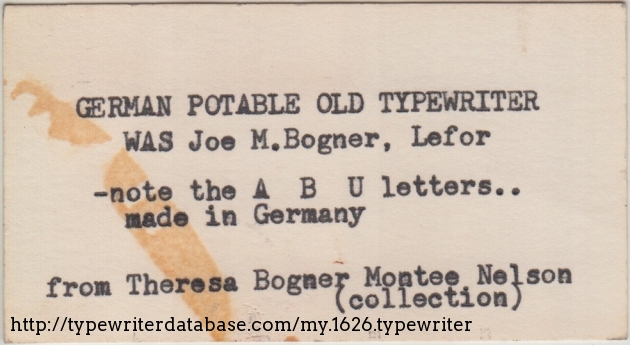 GERMAN POTABLE OLD TYPEWRITER
WAS Joe M.Bogner, Lefor
-note the A B U letters..
made in Germany
from Theresa Bogner Montee Nelson
(collection)
http://typewriterdatabase.com/my.1626.typewriter